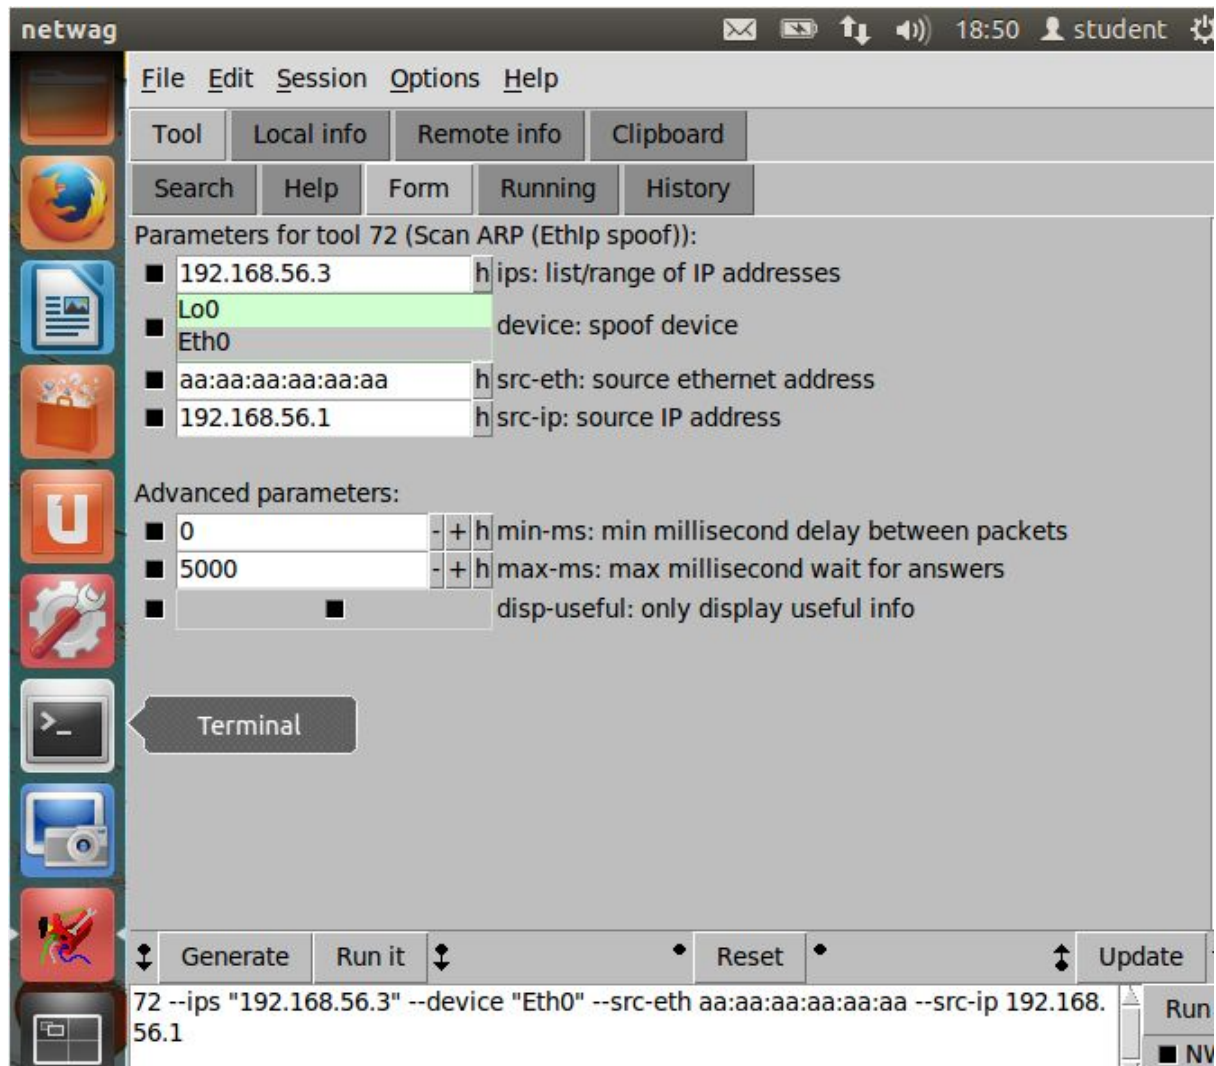 netwag 18:50 student
File Edit Session Options Help
Tool Local info Remote info Clipboard
Search Help Form Running History
Parameters for tool 72 (Scan ARP (EthIp spoof)):
192.168.56.3 h ips: list/range of IP addresses
Lo0
device: spoof device
Eth0
aa:aa:aa:aa:aa:aa h src-eth: source ethernet address
192.168.56.1 h src-ip: source IP address
Advanced parameters:
0 - + h min-ms: min millisecond delay between packets
5000 - + h max-ms: max millisecond wait for answers
disp-useful: only display useful info
>_ Terminal
Generate Run it Reset Update
72 --ips "192.168.56.3" --device "Eth0" --src-eth aa:aa:aa:aa:aa:aa --src-ip 192.168.
56.1
Run